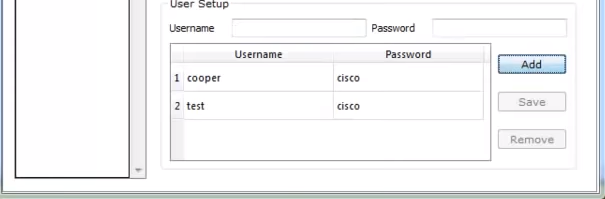 User Setup
Username Password
Username Password Add
1 cooper cisco
2 test cisco Save
Remove